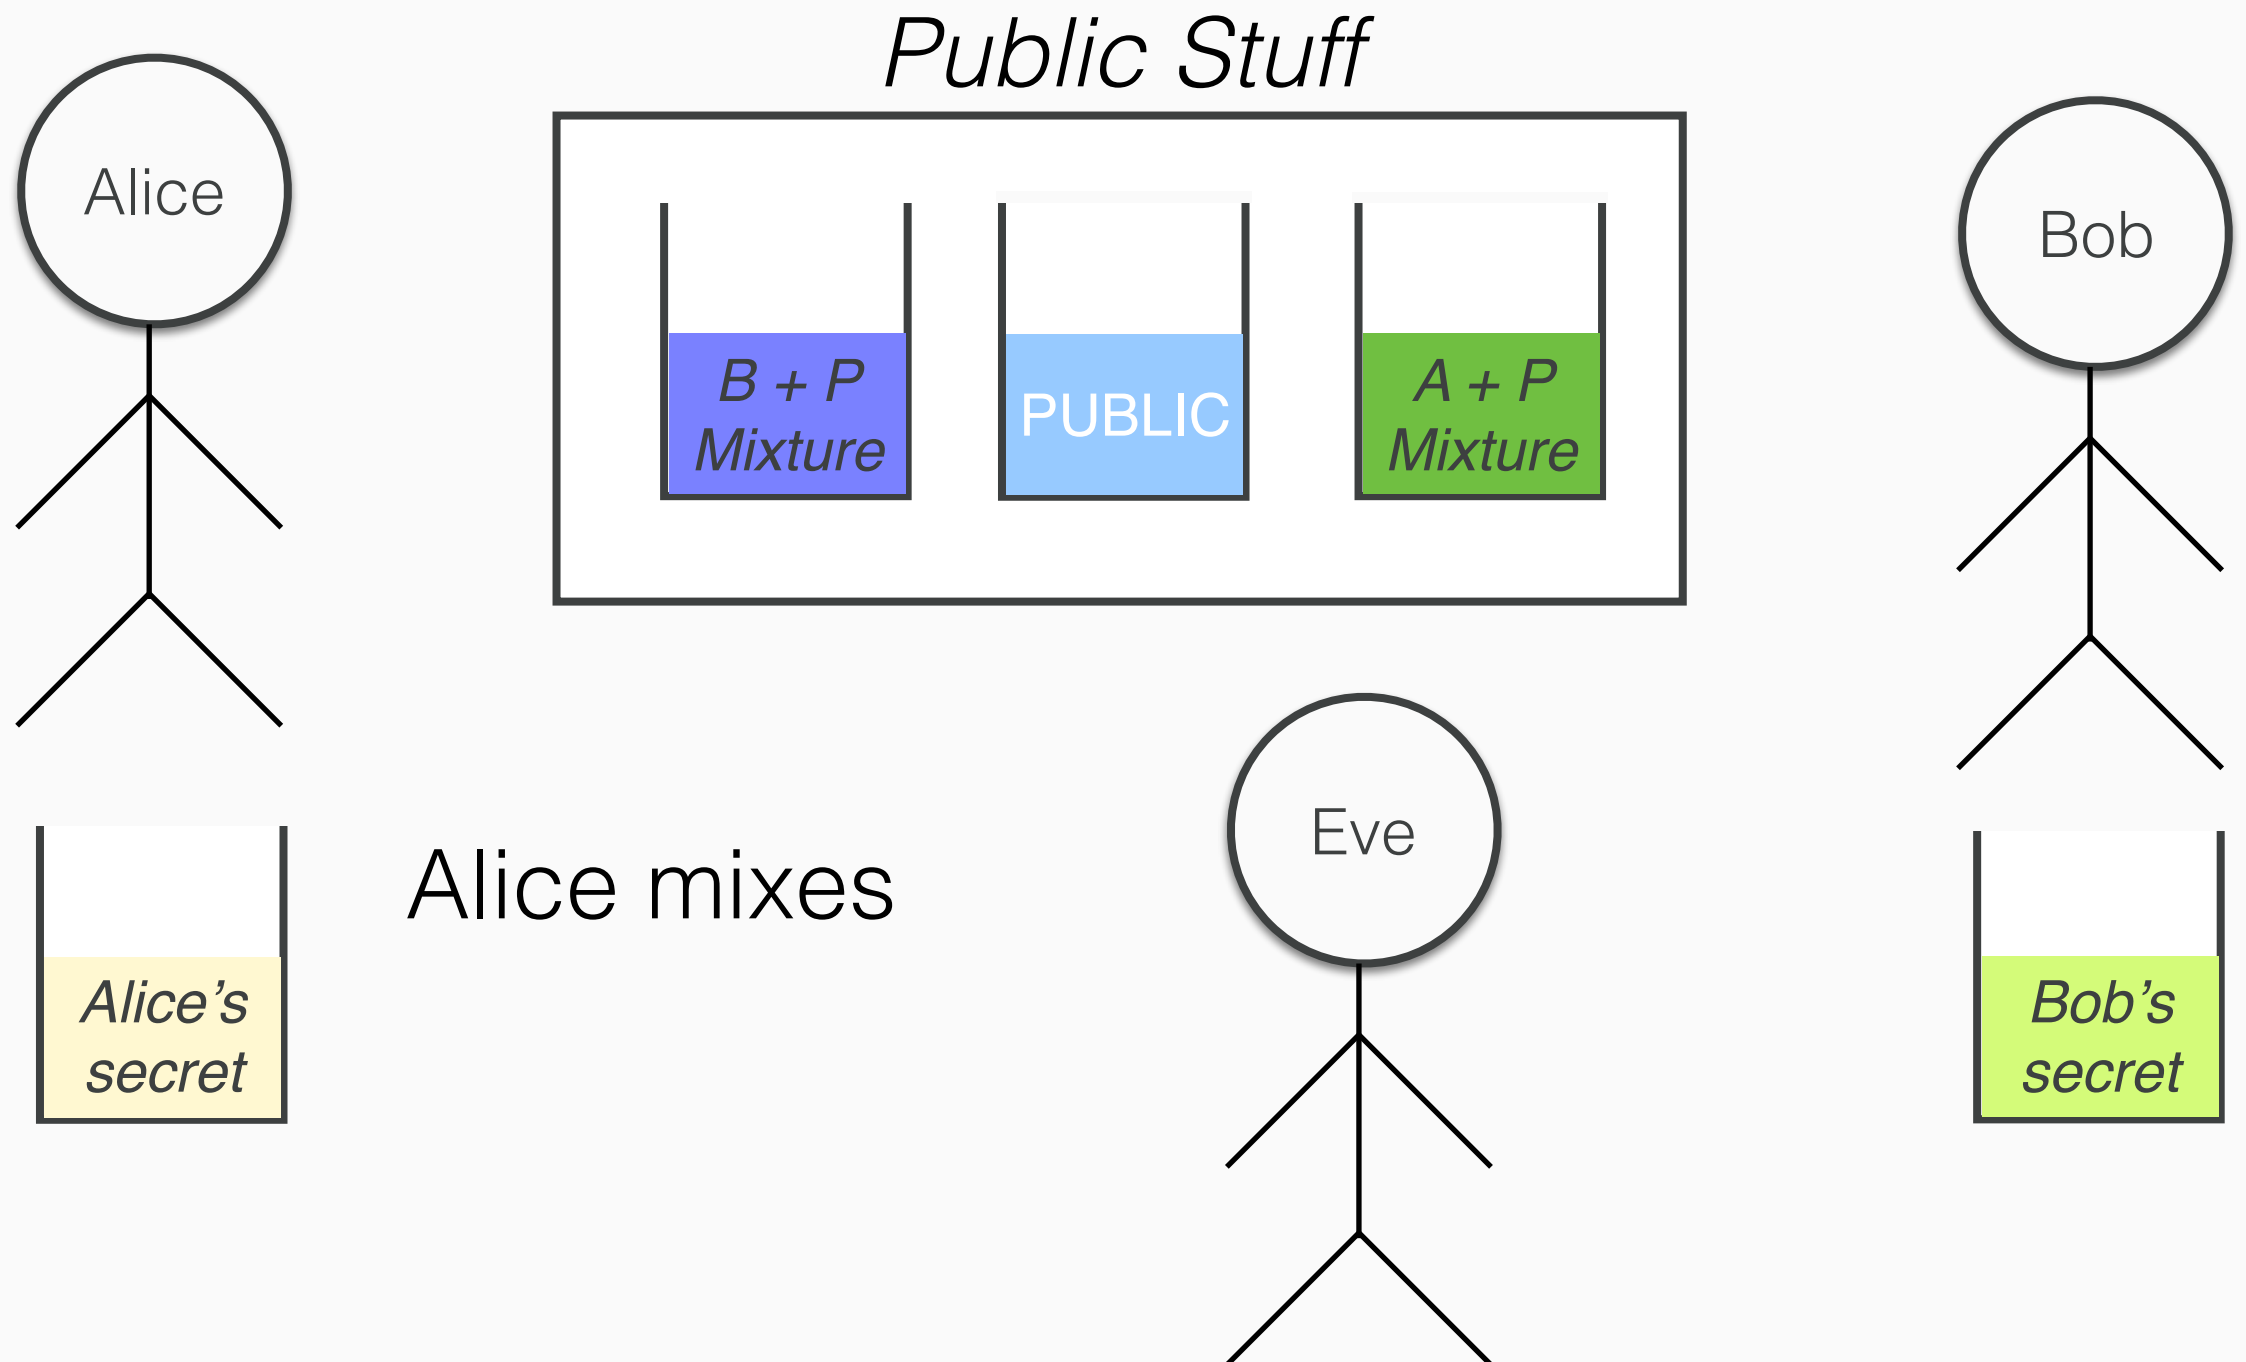 Public Stuff
Alice
Bob
B + P
Mixture
PUBLIC
A + P
Mixture
Eve
Alice mixes
Alice’s
secret
Bob’s
secret